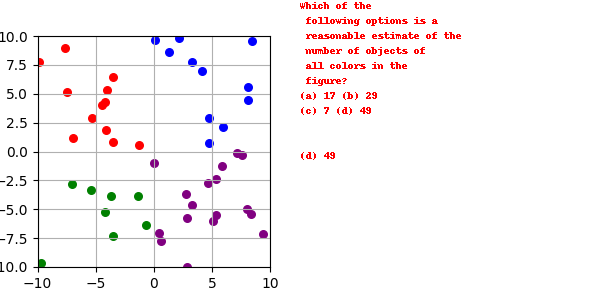 10.0
7.5
5.0
2.5
0.0
−2.5
−5.0
−7.5
10.0
−10 −5 0 5 10
Which of the
following options is a
reasonable estimate of the
number of objects of
all colors in the
figure?
(a) 17 (b) 29
(c) 7 (d) 49
(d) 49